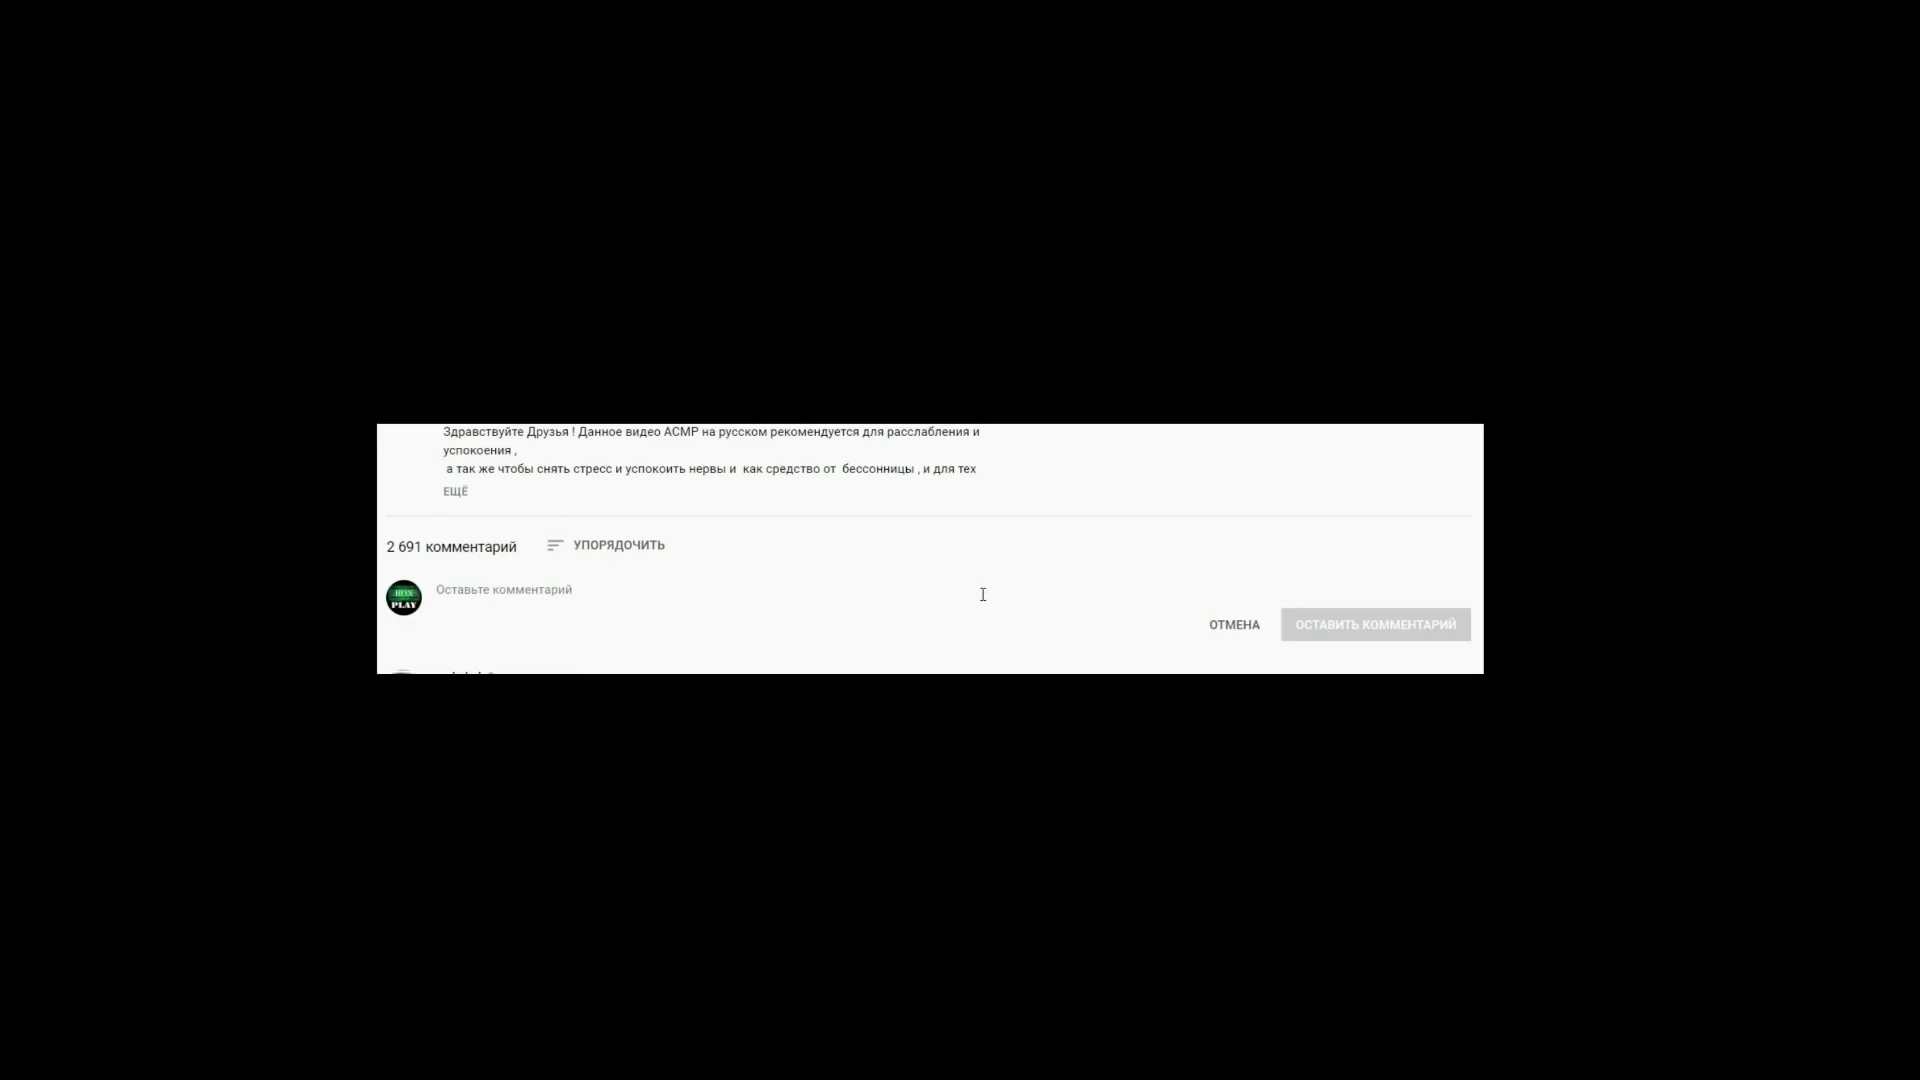 Здравствуйте Друзья ! Данное видео АСМР на русском рекомендуется для расслабления и
успокоения ,
а так же чтобы снять стресс и успокоить нервы и как средство от бессонницы , и для тех
ЕЩЁ
2 691 комментарий
УПОРЯДОЧИТЬ
BOX
PLAY
Оставьте комментарий
ОТМЕНА
ОСТАВИТЬ КОММЕНТАРИЙ